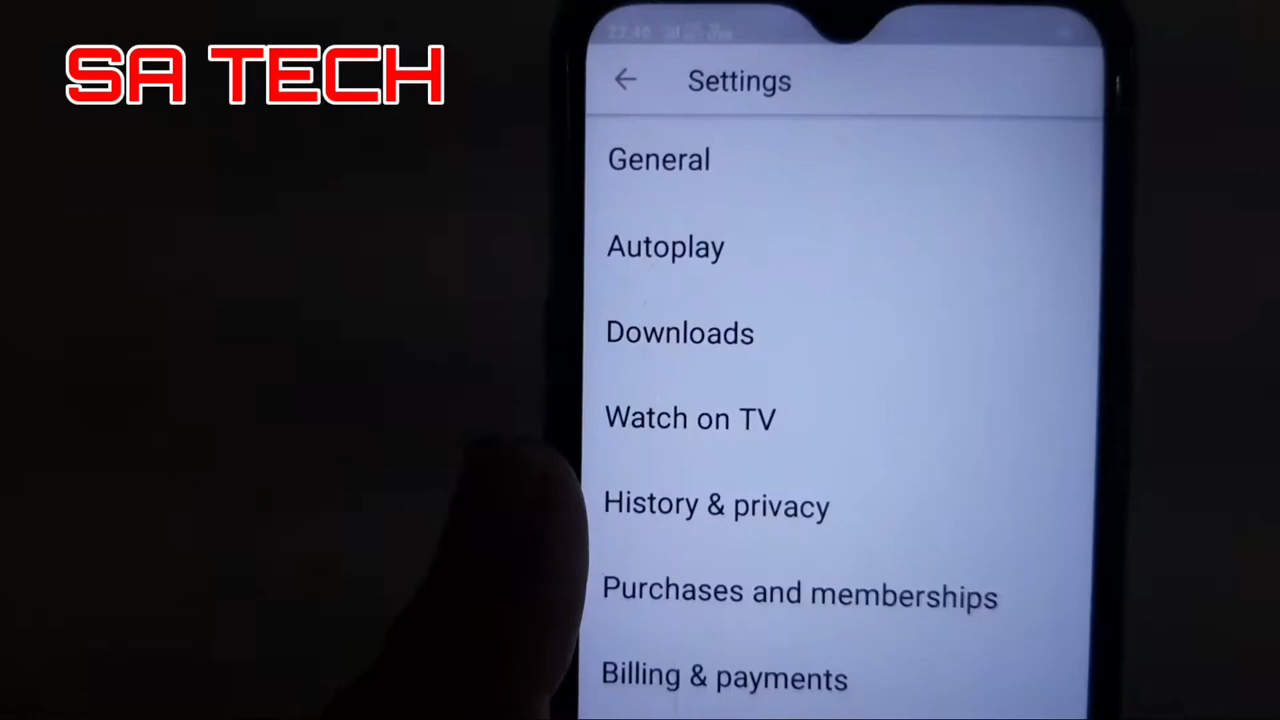 SA TECH
Settings
General
Autoplay
Downloads
Watch on TV
History & privacy
Purchases and memberships
Billing & payments